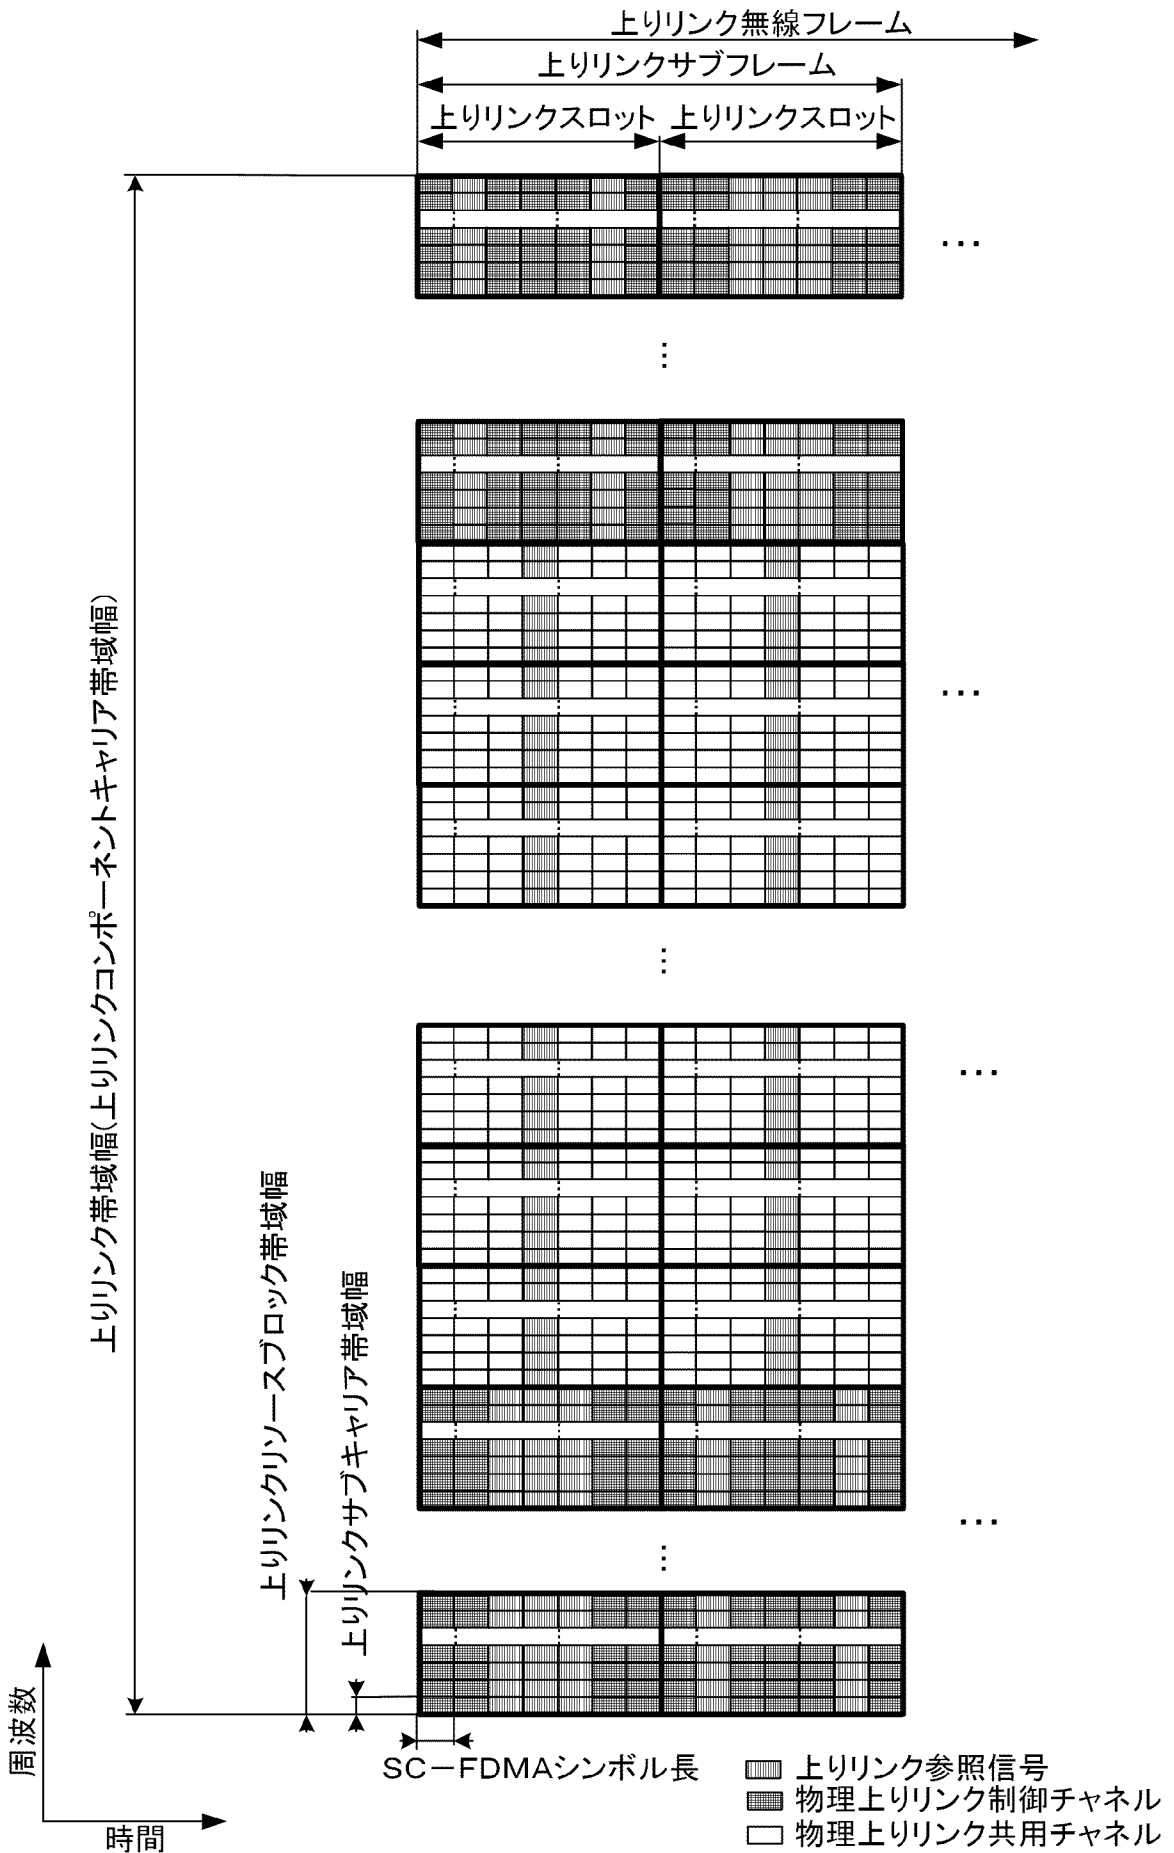 上りリンク無線フレーム
上りリンクサブフレーム
上りリンクスロット 上りリンクスロット
…
⋮
…
⋮
…
…
⋮
上りリンク帯域幅(上りリンクコンポーネントキャリア帯域幅)
上りリンクリソースブロック帯域幅
上りリンクサブキャリア帯域幅
周波数
時間
SC－FDMAシンボル長
上りリンク参照信号
物理上りリンク制御チャネル
物理上りリンク共用チャネル